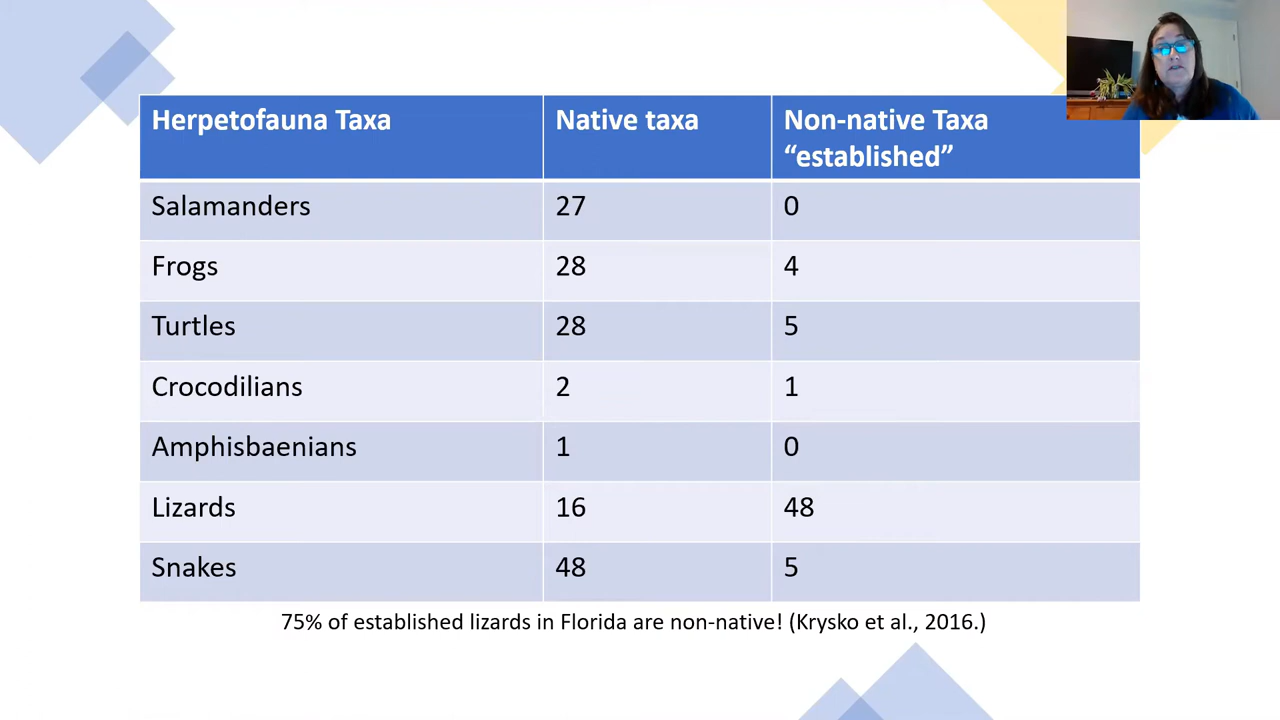 Herpetofauna Taxa Native taxa Non-native Taxa
“established”
Salamanders 27 0
Frogs 28 4
Turtles 28 5
Crocodilians 2 1
Amphisbaenians 1 0
Lizards 16 48
Snakes 48 5
75% of established lizards in Florida are non-native! (Krysko et al., 2016.)